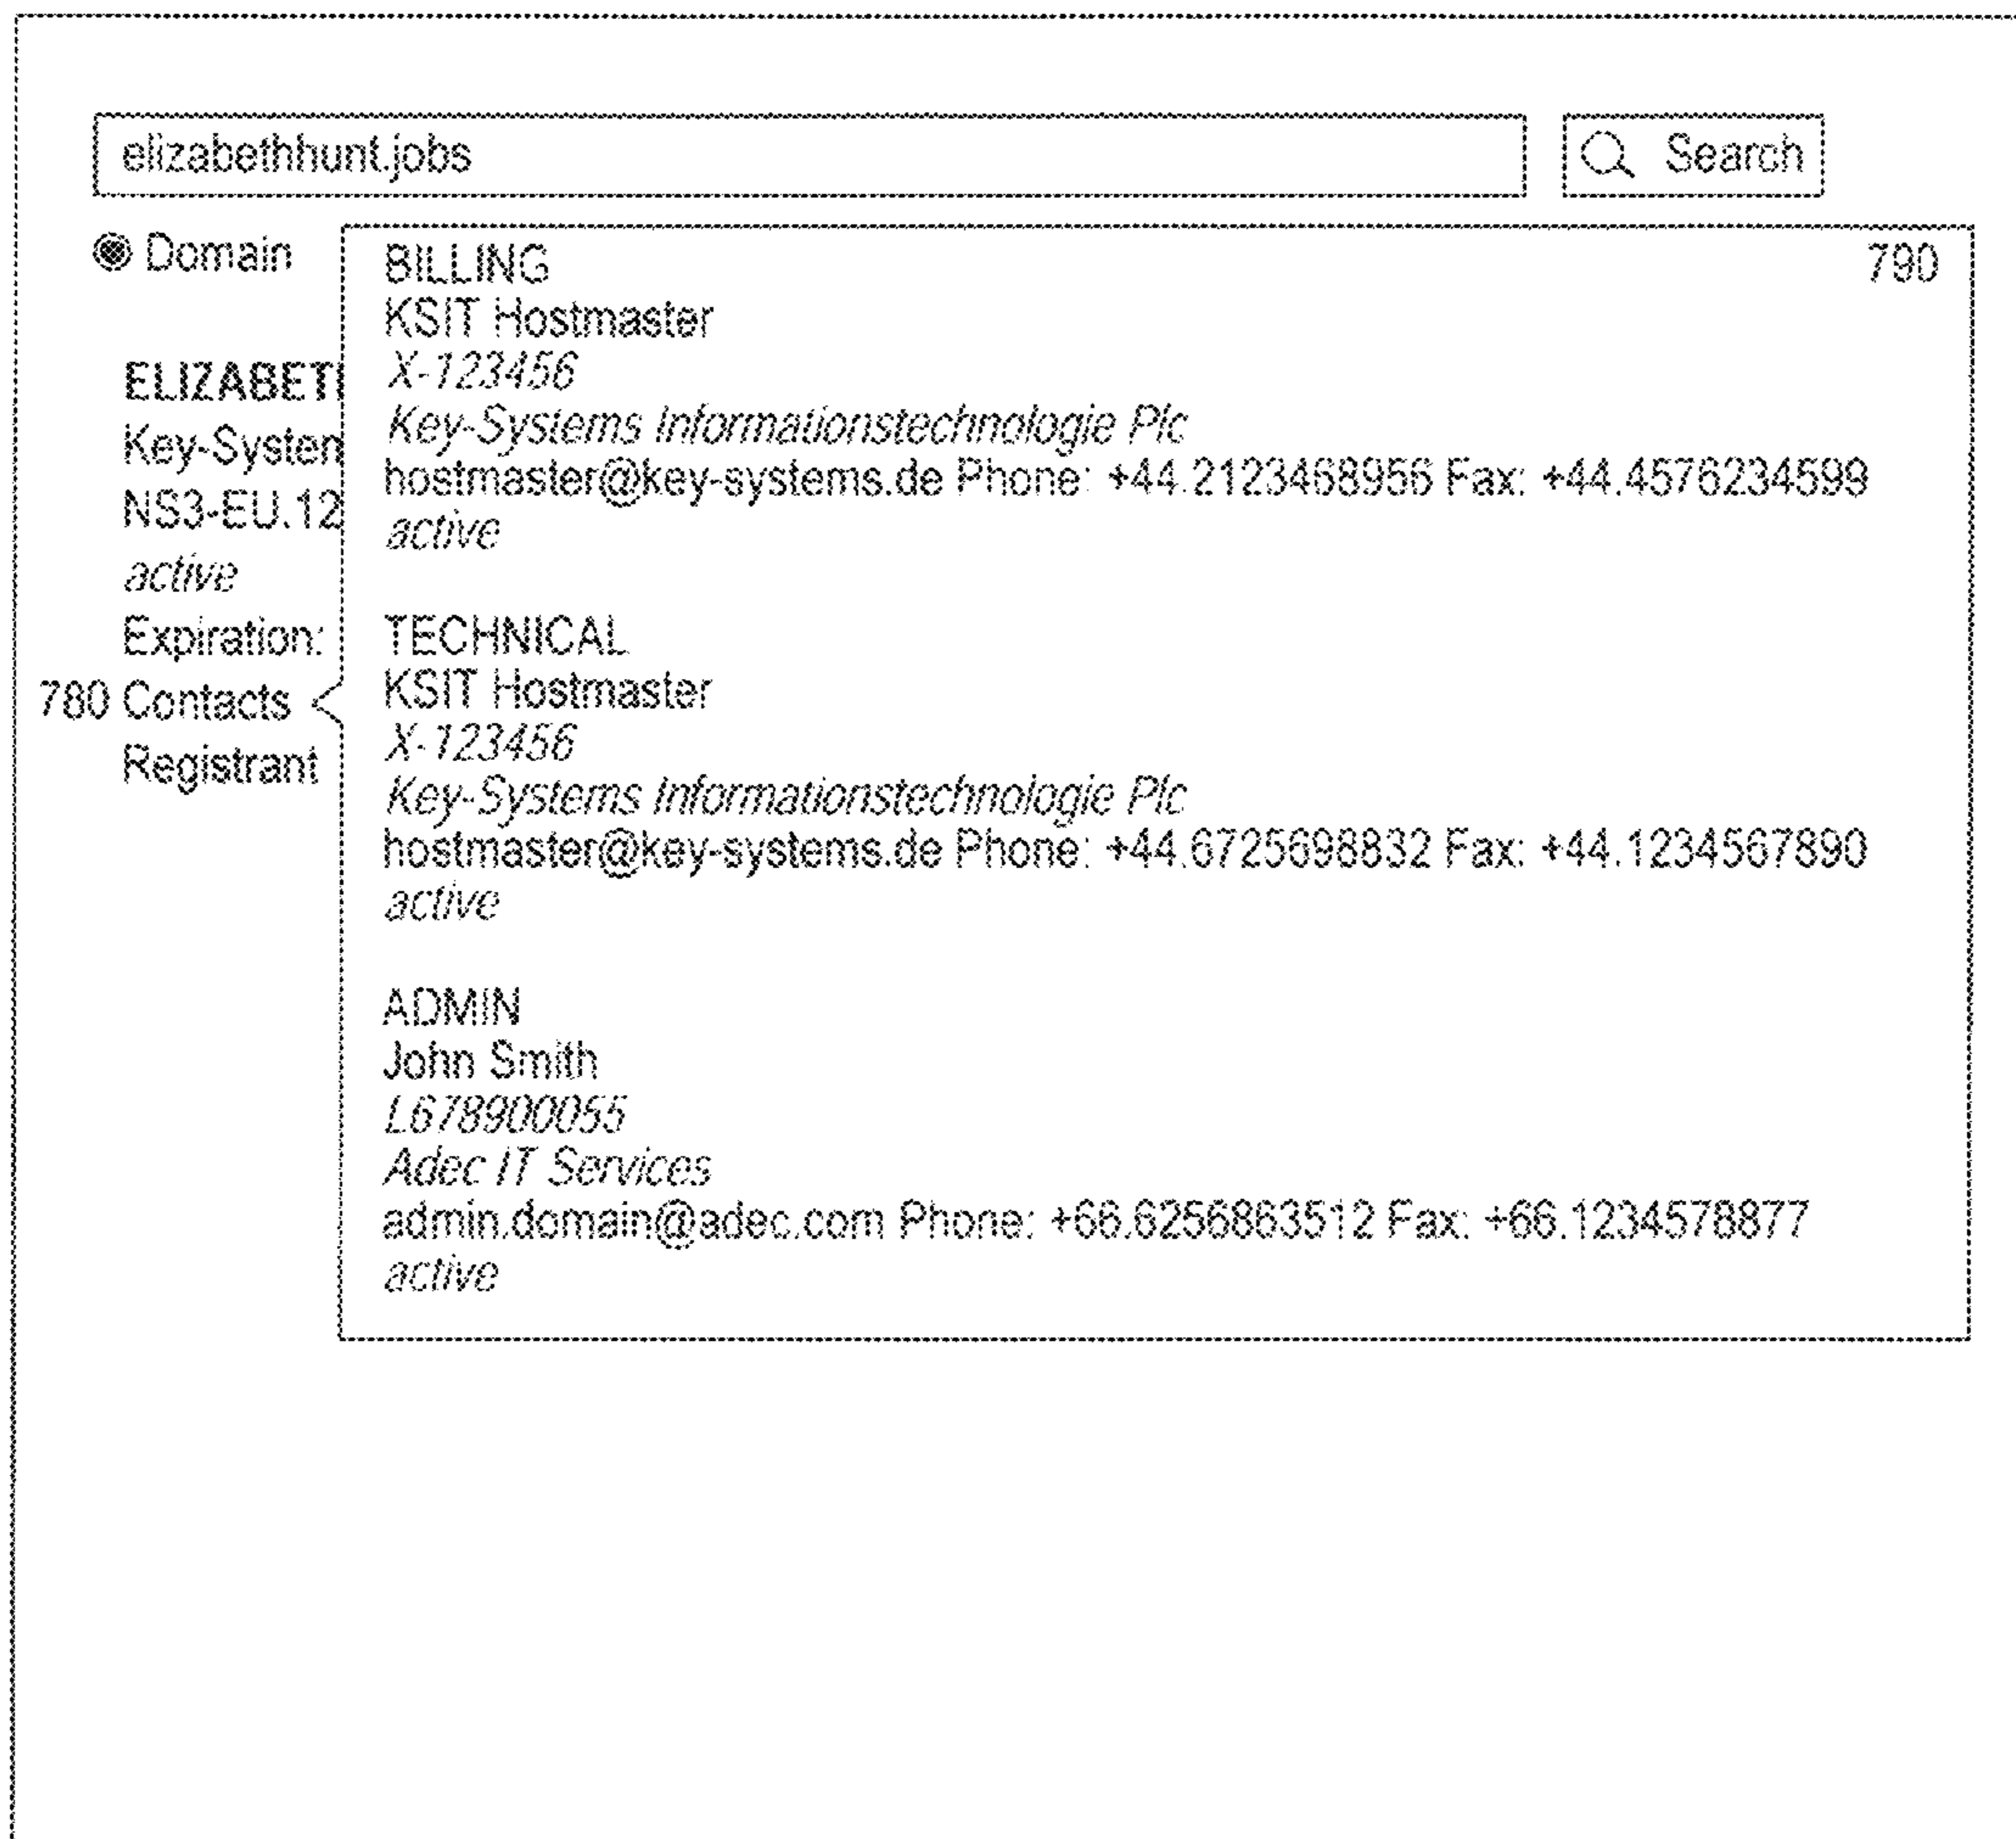 elizabethhunt.jobs
Search
Domain
ELIZABET
Key-System
NS3-EU.12
active
Expiration:
780 Contacts
Registrant
790
BILLING
KSIT Hostmaster
X-123456
Key-Systems Informationstechnologie Plc
hostmaster@key-systems.de Phone: +44.2123468956 Fax: +44.4576234599
active
TECHNICAL
KSIT Hostmaster
X-123456
Key-Systems Informationstechnologie Plc
hostmaster@key-systems.de Phone: +44.6725698832 Fax: +44.1234567890
active
ADMIN
John Smith
L678900055
Adec IT Services
admin.domain@adec.com Phone: +66.6256863512 Fax: +66.1234578877
active